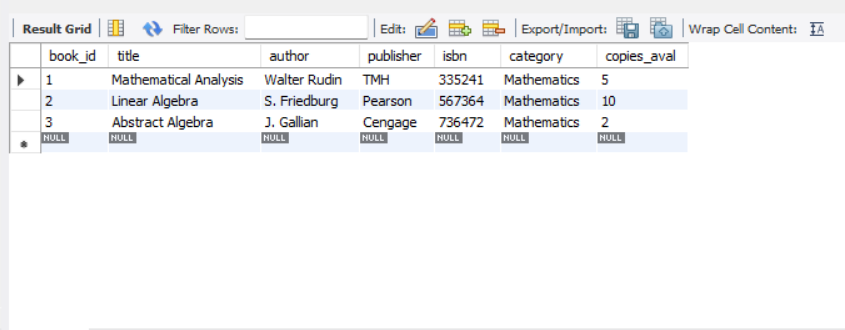 Result Grid Filter Rows: Edit: Export/Import: Wrap Cell Content: IA
book_id title author publisher isbn category copies_aval
1 Mathematical Analysis Walter Rudin TMH 335241 Mathematics 5
2 Linear Algebra S. Friedburg Pearson 567364 Mathematics 10
3 Abstract Algebra J. Gallian Cengage 736472 Mathematics 2
NULL NULL NULL NULL NULL NULL NULL